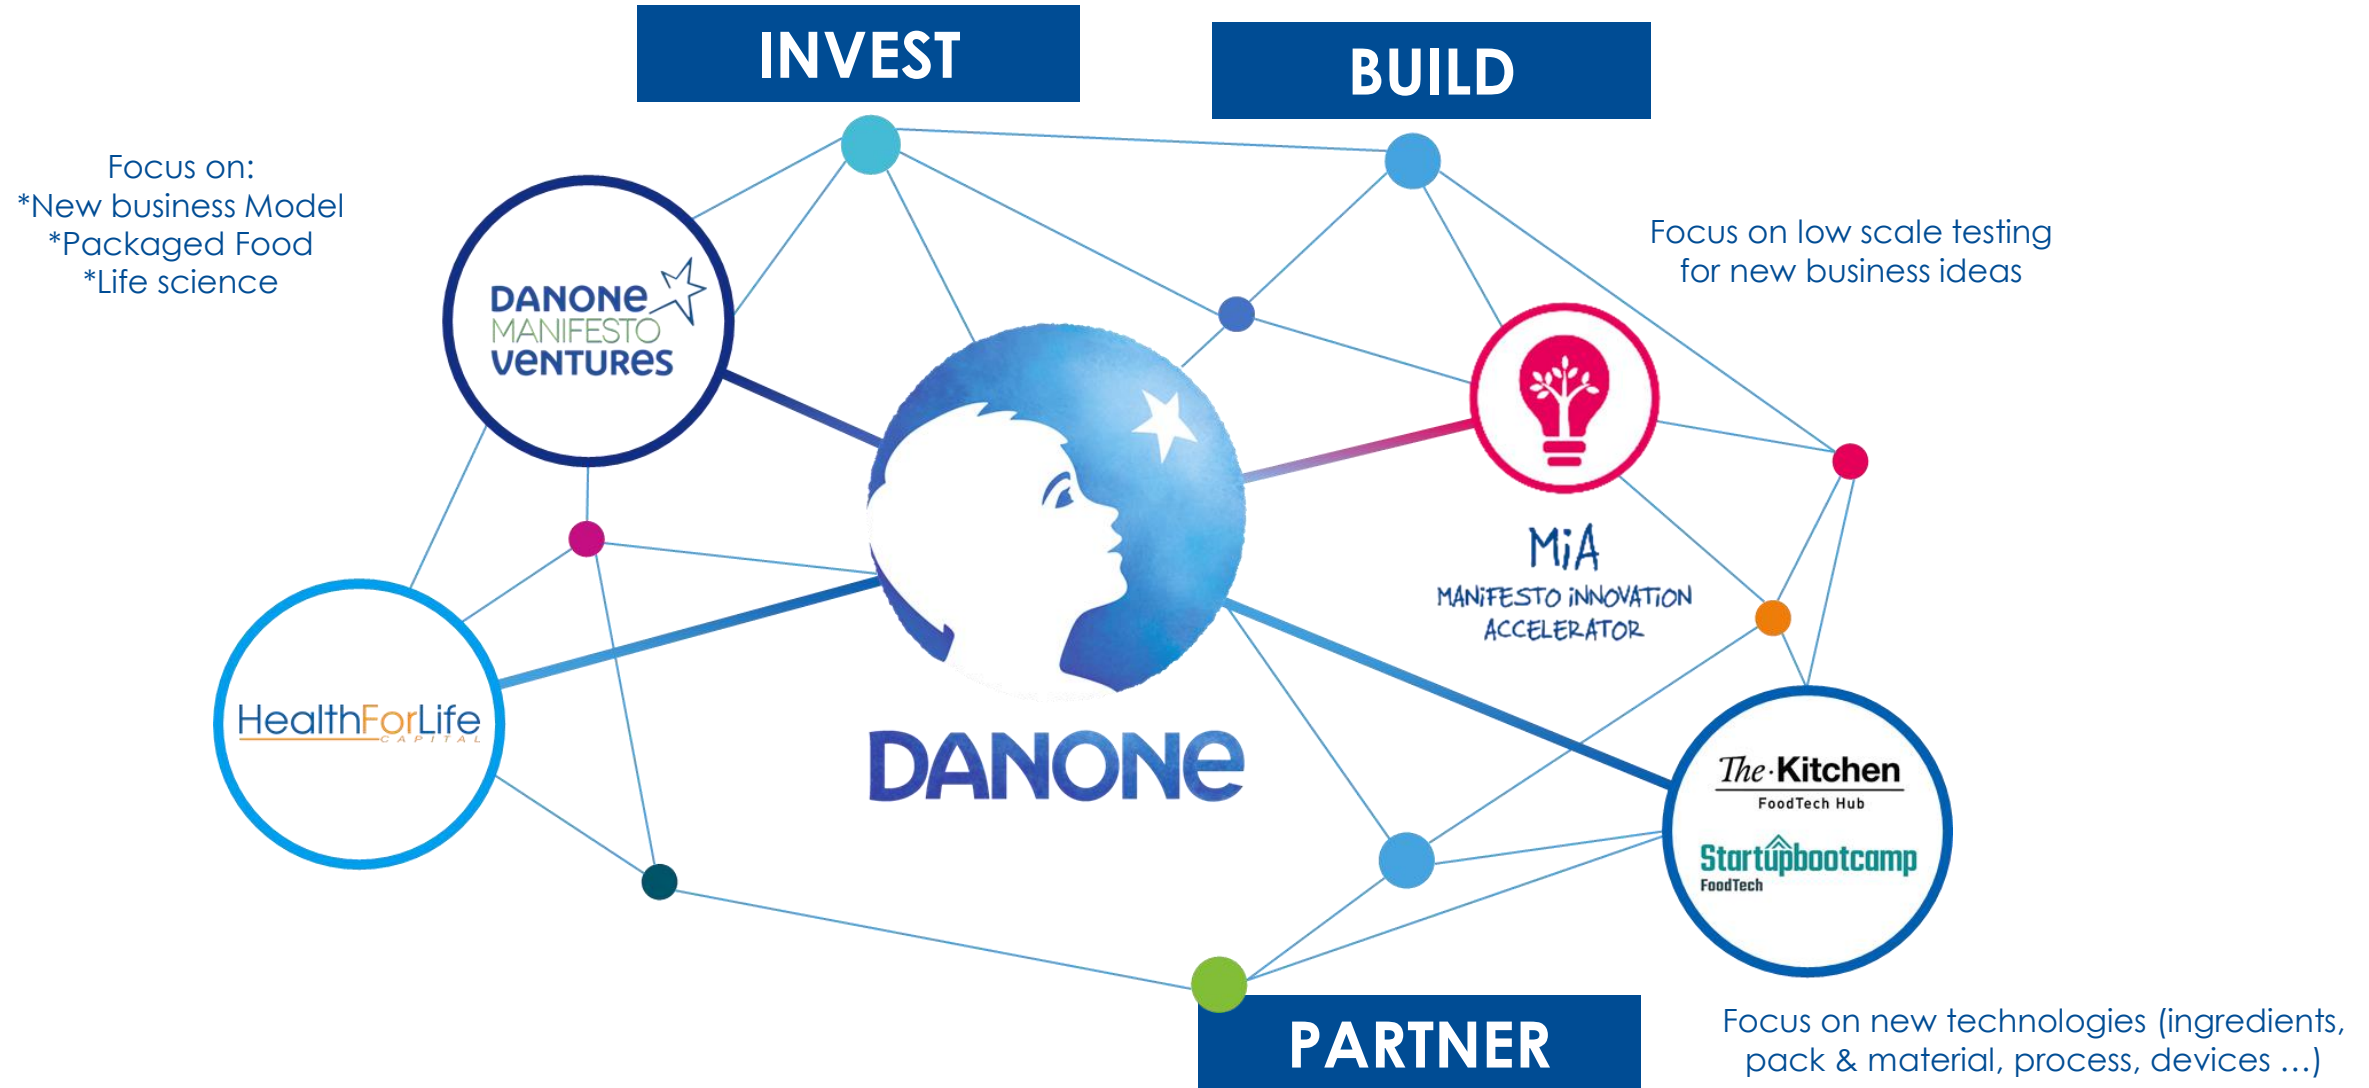 INVEST
BUILD
Focus on:
*New business Model
*Packaged Food
*Life science
DANONE
MANIFESTO
VENTURES
Focus on low scale testing
for new business ideas
MiA
MANiFESTO iNNOVATiON
ACCELERATOR
HealthForLife
CAPITAL
DANONE
The·Kitchen
FoodTech Hub
Startupbootcamp
FoodTech
PARTNER
Focus on new technologies (ingredients,
pack & material, process, devices …)